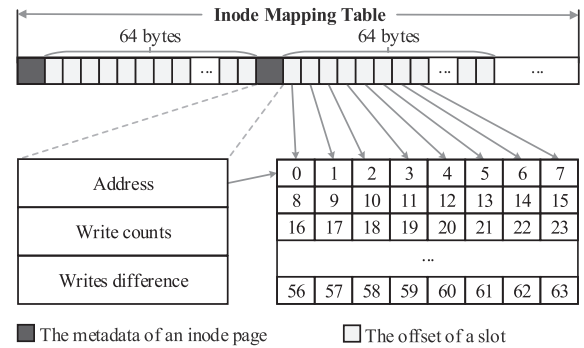 Inode Mapping Table
64 bytes 64 bytes
... ... ...
Address 0 1 2 3 4 5 6 7
8 9 10 11 12 13 14 15
Write counts 16 17 18 19 20 21 22 23
...
Writes difference 56 57 58 59 60 61 62 63
The metadata of an inode page The offset of a slot